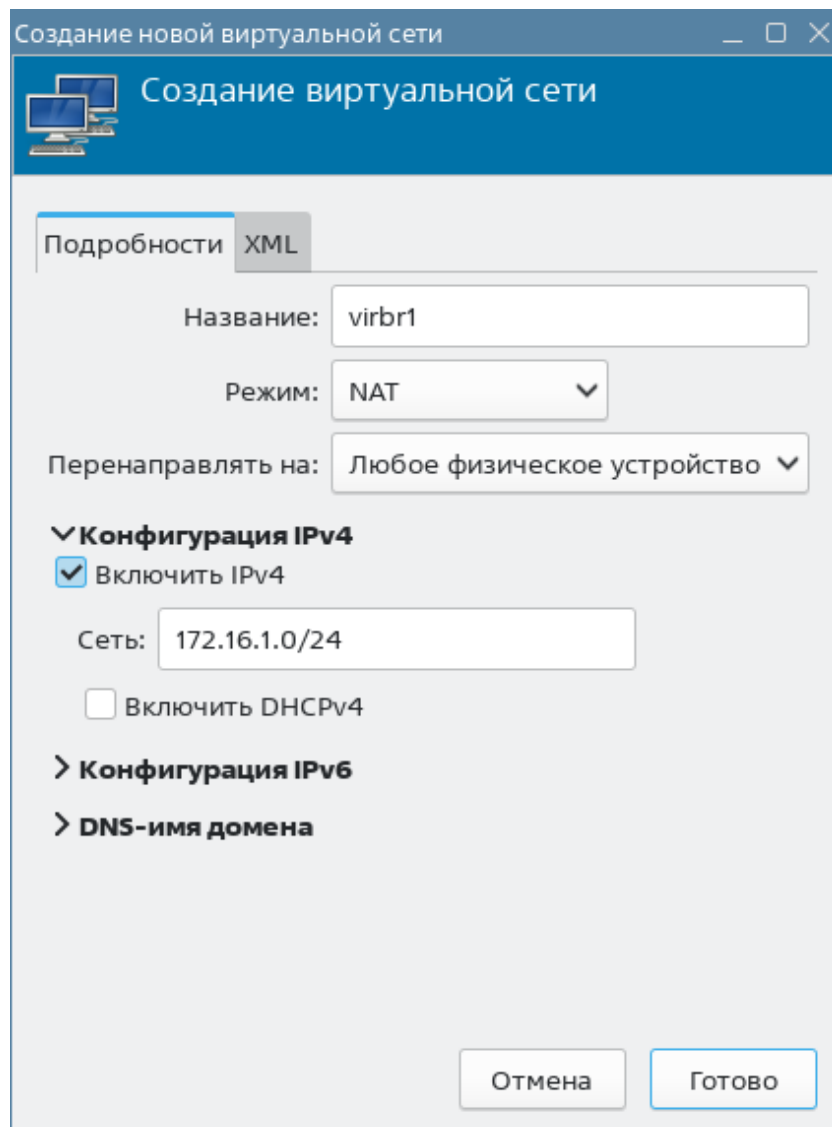 Создание новой виртуальной сети
Создание виртуальной сети
Подробности XML
Название: virbr1
Режим: NAT
Перенаправлять на: Любое физическое устройство
Конфигурация IPv4
Включить IPv4
Сеть: 172.16.1.0/24
Включить DHCPv4
Конфигурация IPv6
DNS-имя домена
Отмена Готово